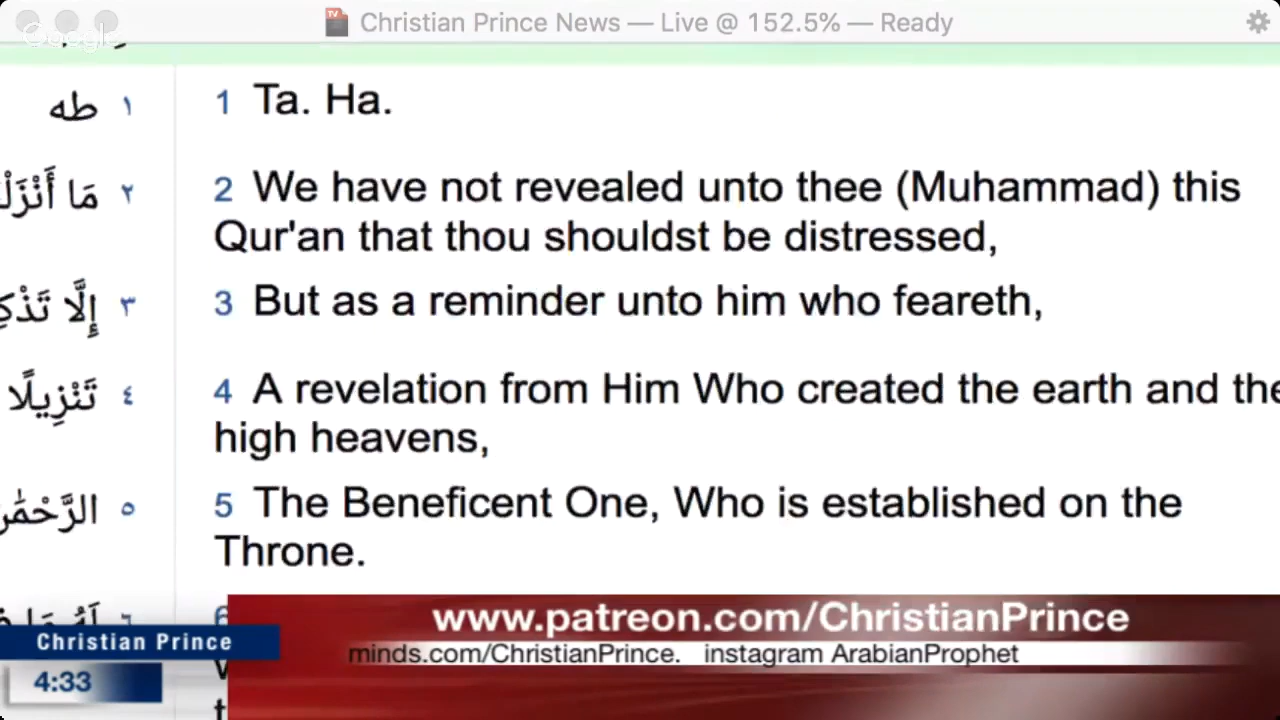 Christian Prince News — Live @ 152.5% — Ready
Google
١ طه
1 Ta. Ha.
٢ مَا
2 We have not revealed unto thee (Muhammad) this
Qur'an that thou shouldst be distressed,
٣ إِلَّا
3 But as a reminder unto him who feareth,
٤ تَنْزِيلًا
4 A revelation from Him Who created the earth and the
high heavens,
٥
5 The Beneficent One, Who is established on the
Throne.
٦
6
www.patreon.com/ChristianPrince
Christian Prince
minds.com/ChristianPrince. instagram ArabianProphet
4:33